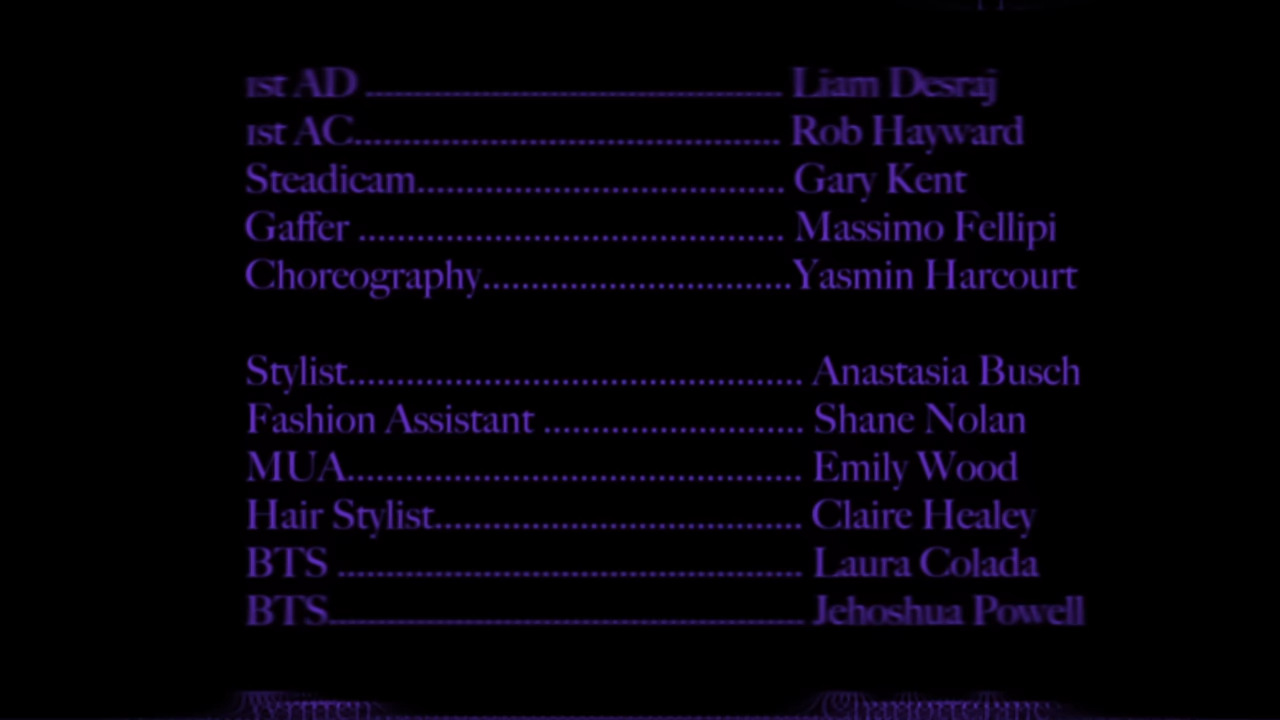 1st AD ........................................... Liam Desraj
1st AC............................................ Rob Hayward
Steadicam...................................... Gary Kent
Gaffer ............................................ Massimo Fellipi
Choreography................................Yasmin Harcourt
Stylist............................................... Anastasia Busch
Fashion Assistant ........................... Shane Nolan
MUA............................................... Emily Wood
Hair Stylist...................................... Claire Healey
BTS ................................................ Laura Colada
BTS................................................. Jehoshua Powell